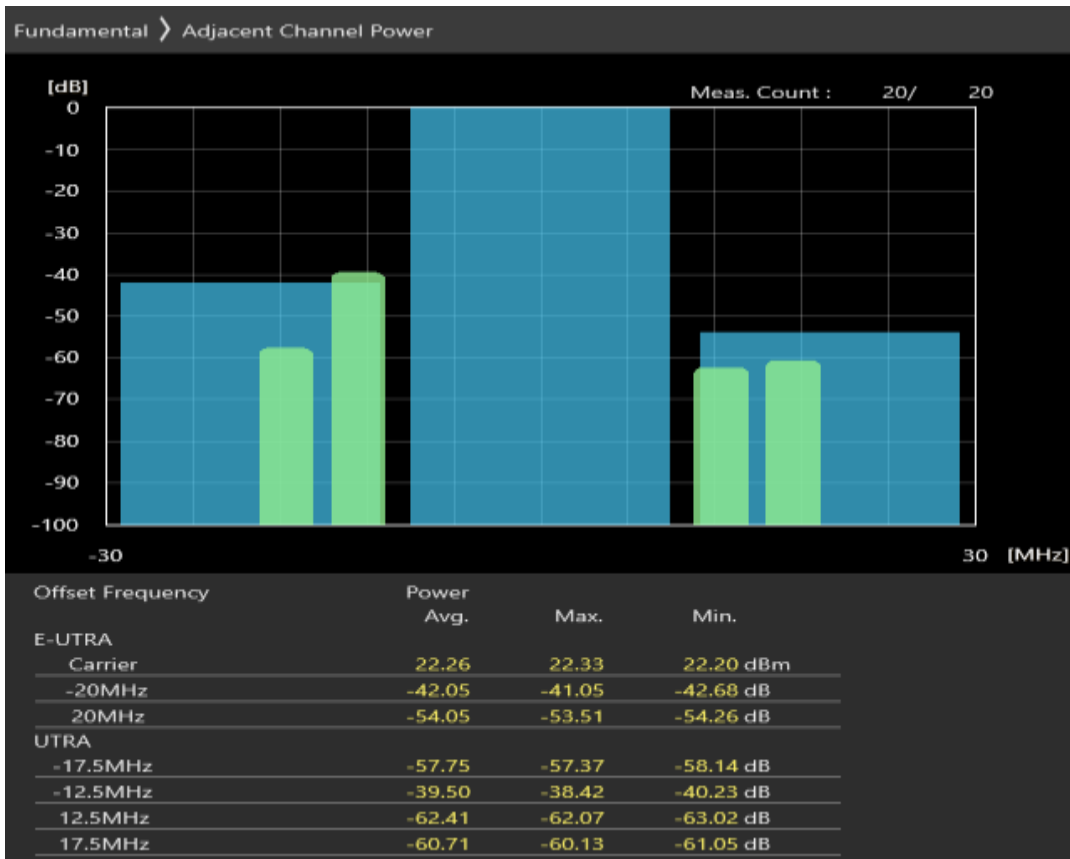 Fundamental 〉 Adjacent Channel Power
[dB]
Meas. Count : 20/ 20
0
-10
-20
-30
-40
-50
-60
-70
-80
-90
-100
-30 30 [MHz]
Offset Frequency Power
Avg. Max. Min.
E-UTRA
Carrier 22.26 22.33 22.20 dBm
-20MHz -42.05 -41.05 -42.68 dB
20MHz -54.05 -53.51 -54.26 dB
UTRA
-17.5MHz -57.75 -57.37 -58.14 dB
-12.5MHz -39.50 -38.42 -40.23 dB
12.5MHz -62.41 -62.07 -63.02 dB
17.5MHz -60.71 -60.13 -61.05 dB